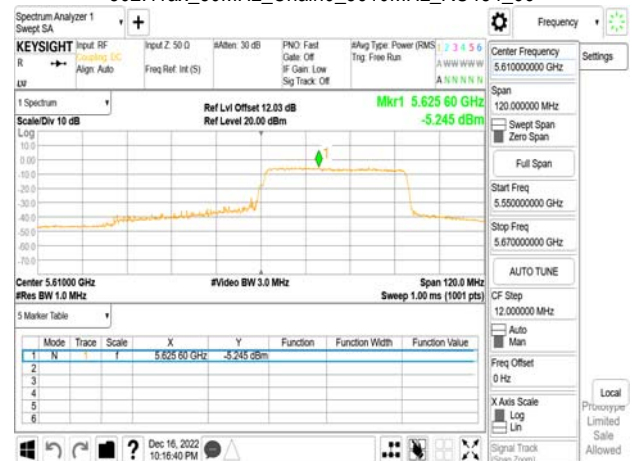 Spectrum Analyzer 1
Swept SA
Frequency
KEYSIGHT
Input: RF
Coupling: DC
Align: Auto
Input Z: 50 Ω
Freq Ref: Int (S)
#Atten: 30 dB
PNO: Fast
Gate: Off
IF Gain: Low
Sig Track: Off
#Avg Type: Power (RMS
Trig: Free Run
1 2 3 4 5 6
A W W W W W
A N N N N N
R
LXI
1 Spectrum
Scale/Div 10 dB
Ref Lvl Offset 12.03 dB
Ref Level 20.00 dBm
Mkr1 5.625 60 GHz
-5.245 dBm
Log
10.0
0.00
-10.0
-20.0
-30.0
-40.0
-50.0
-60.0
-70.0
1
Center 5.61000 GHz
#Res BW 1.0 MHz
#Video BW 3.0 MHz
Span 120.0 MHz
Sweep 1.00 ms (1001 pts)
5 Marker Table
Mode Trace Scale X Y Function Function Width Function Value
1 N 1 f 5.625 60 GHz -5.245 dBm
2
3
4
5
6
Dec 16, 2022
10:16:40 PM
Center Frequency
5.610000000 GHz
Span
120.000000 MHz
Swept Span
Zero Span
Full Span
Start Freq
5.550000000 GHz
Stop Freq
5.670000000 GHz
AUTO TUNE
CF Step
12.000000 MHz
Auto
Man
Freq Offset
0 Hz
X Axis Scale
Log
Lin
Signal Track
(Span Zoom)
Settings
Local
Prototype
Limited
Sale
Allowed